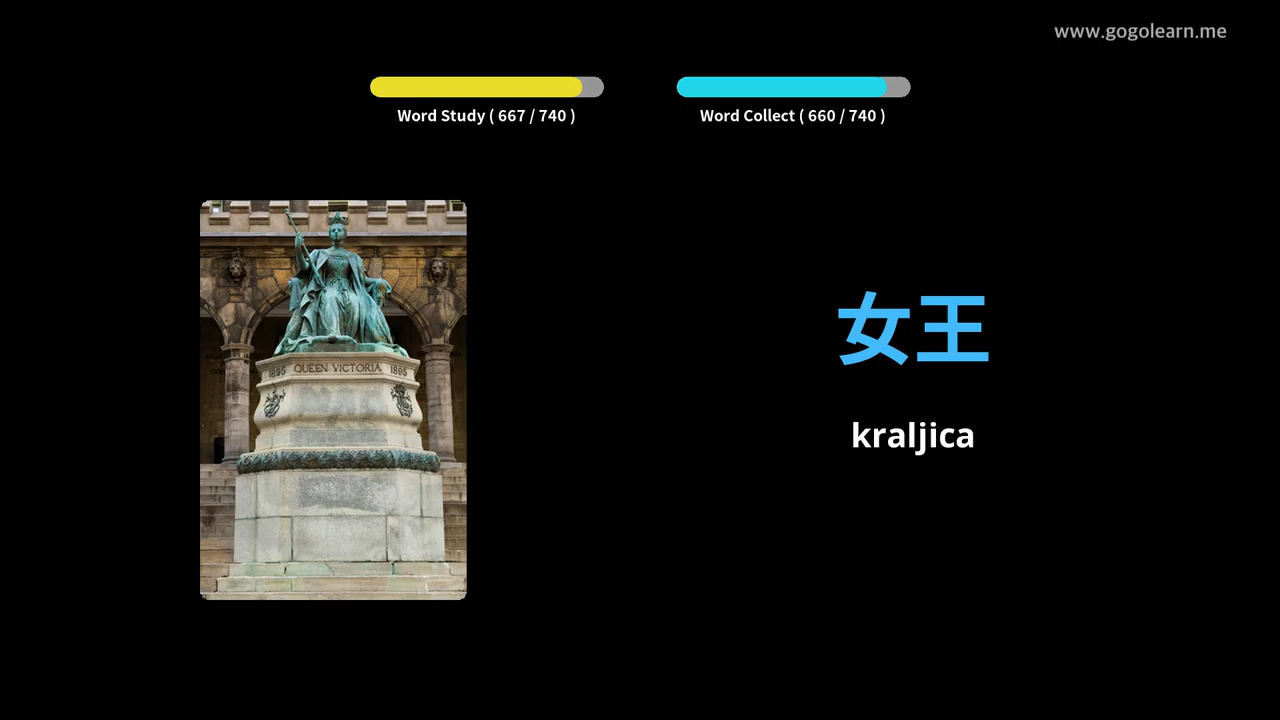 www.gogolearn.me
Word Study ( 667 / 740 )
Word Collect ( 660 / 740 )
1895 QUEEN VICTORIA 1895
女王
kraljica